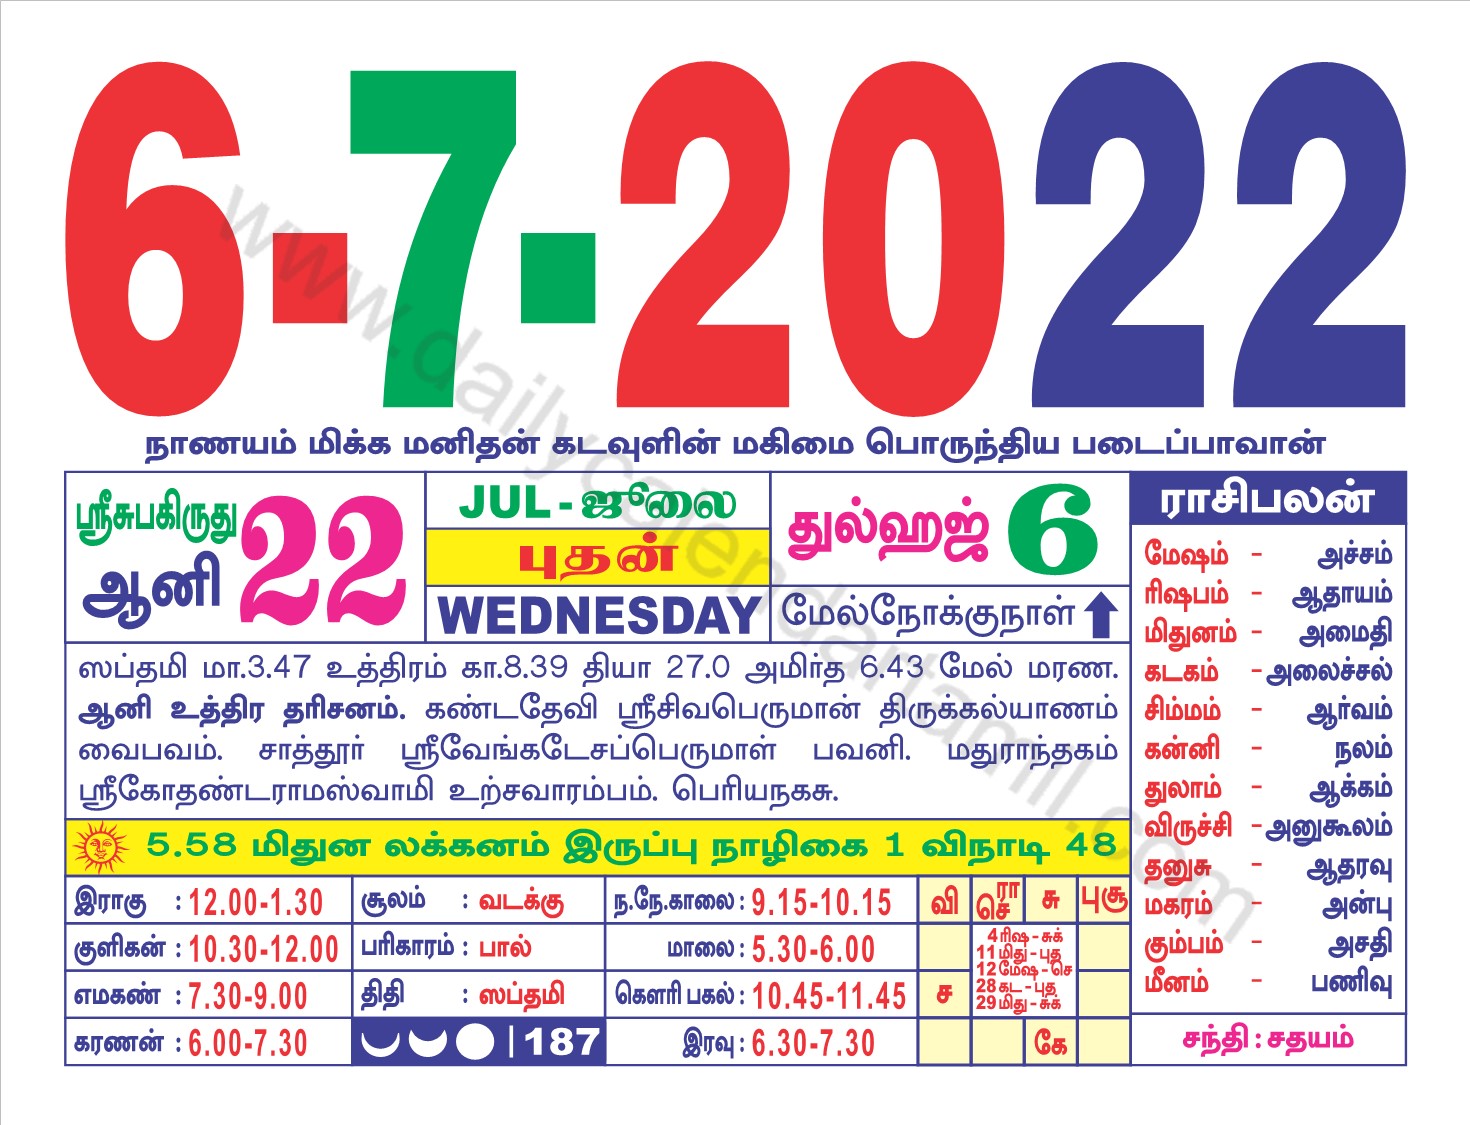 6-7-2022
www.dailycalendartamil.com
நாணயம் மிக்க மனிதன் கடவுளின் மகிமை பொருந்திய படைப்பாவான்
ஸ்ரீசுபகிருது
ஆனி 22
JUL - ஜூலை
புதன்
WEDNESDAY
துல்ஹஜ் 6
மேல்நோக்குநாள்
ஸப்தமி மா.3.47 உத்திரம் கா.8.39 தியா 27.0 அமிர்த 6.43 மேல் மரண.
ஆனி உத்திர தரிசனம். கண்டதேவி ஸ்ரீசிவபெருமான் திருக்கல்யாணம்
வைபவம். சாத்தூர் ஸ்ரீவேங்கடேசப்பெருமாள் பவனி. மதுராந்தகம்
ஸ்ரீகோதண்டராமஸ்வாமி உற்சவாரம்பம். பெரியநகசு.
5.58 மிதுன லக்கனம் இருப்பு நாழிகை 1 விநாடி 48
இராகு : 12.00-1.30
குளிகன் : 10.30-12.00
எமகண் : 7.30-9.00
கரணன் : 6.00-7.30
சூலம் : வடக்கு
பரிகாரம் : பால்
திதி : ஸப்தமி
187
ந.நே.காலை : 9.15-10.15
மாலை : 5.30-6.00
கௌரி பகல் : 10.45-11.45
இரவு : 6.30-7.30
வி
ரா
செ
சு
புசூ
4 ரிஷ - சுக்
11 மிது - புத
12 மேஷ - செ
28 கட - புத
29 மிது - சுக்
ச
கே
ராசிபலன்
மேஷம் - அச்சம்
ரிஷபம் - ஆதாயம்
மிதுனம் - அமைதி
கடகம் - அலைச்சல்
சிம்மம் - ஆர்வம்
கன்னி - நலம்
துலாம் - ஆக்கம்
விருச்சி - அனுகூலம்
தனுசு - ஆதரவு
மகரம் - அன்பு
கும்பம் - அசதி
மீனம் - பணிவு
சந்தி : சதயம்